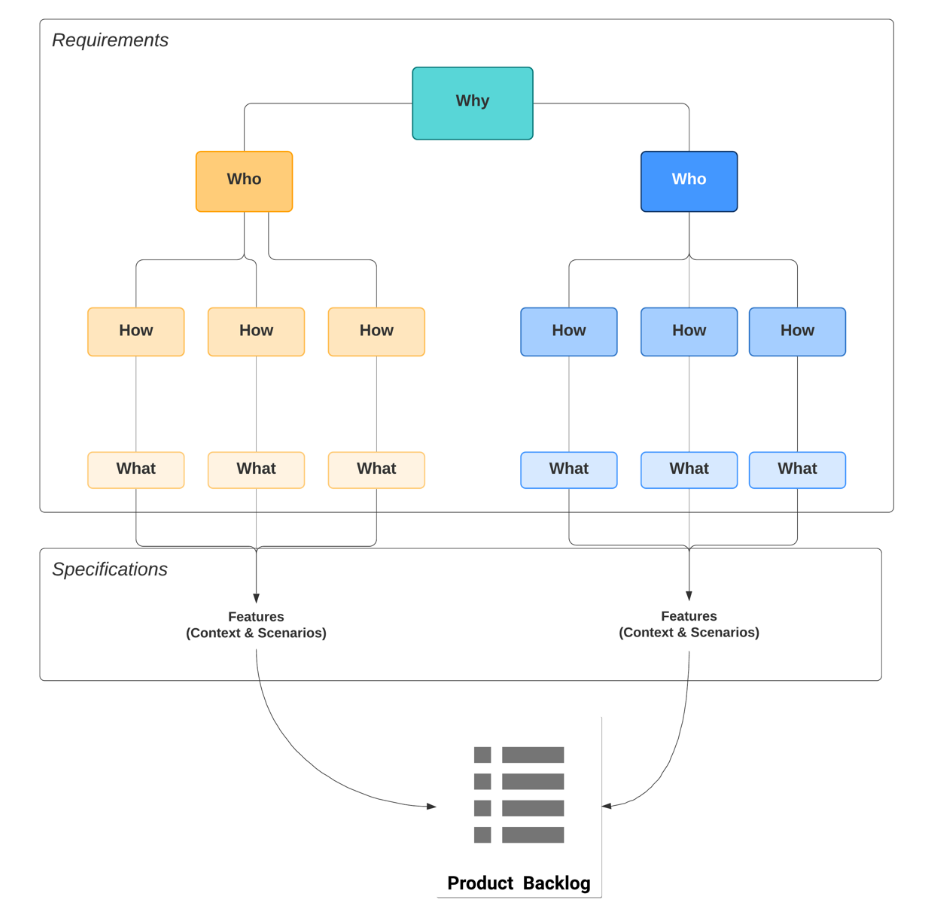 Requirements
Why
Who
Who
How
How
How
How
How
How
What
What
What
What
What
What
Specifications
Features
(Context & Scenarios)
Features
(Context & Scenarios)
Product Backlog